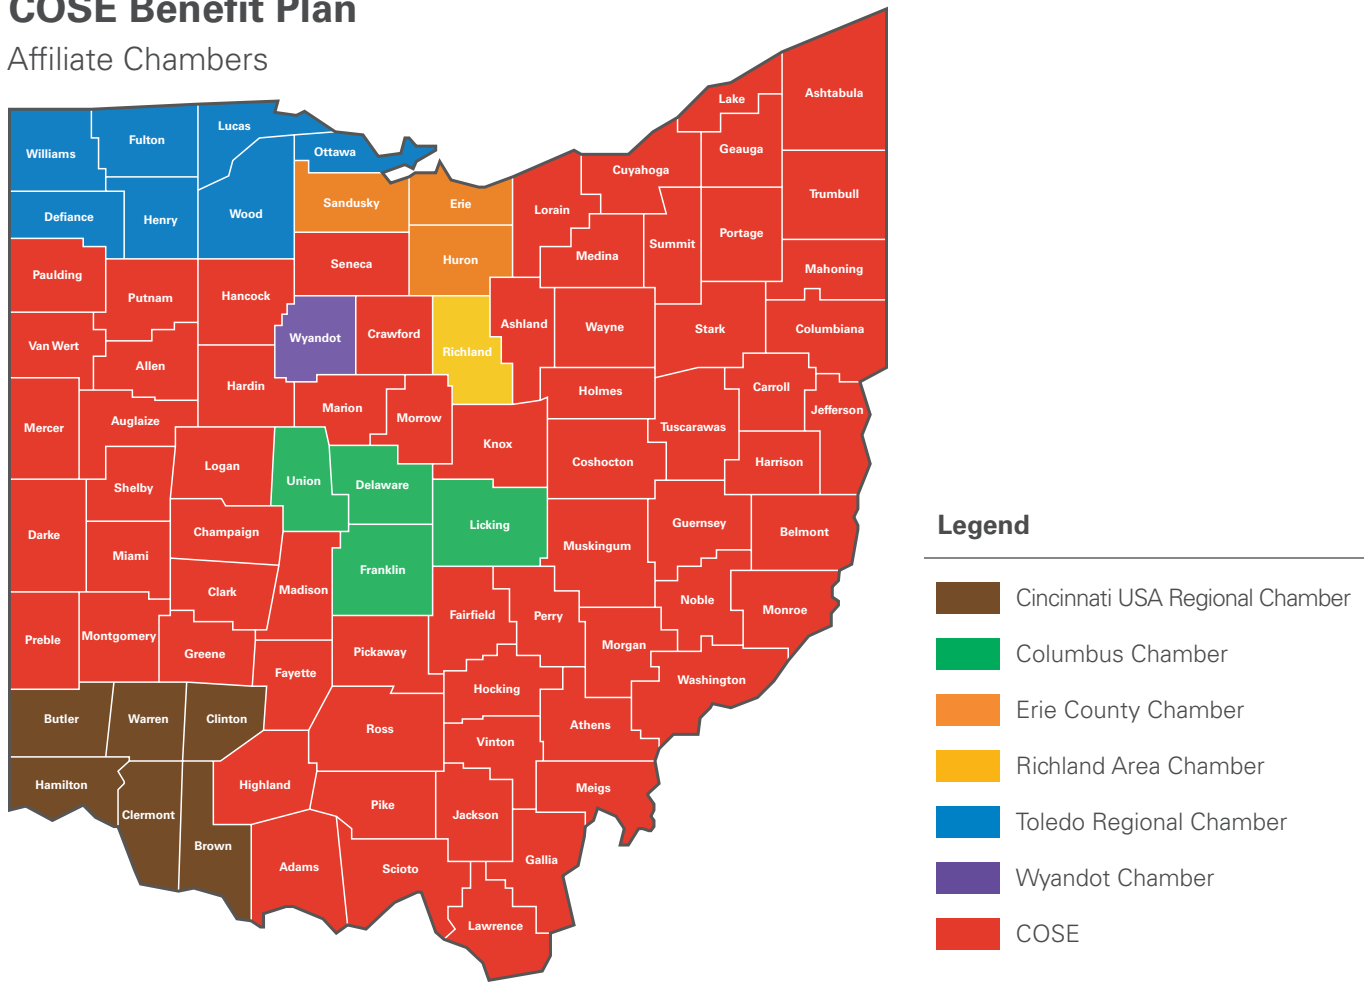 COSE Benefit Plan
Affiliate Chambers
Williams
Fulton
Lucas
Ottawa
Defiance
Henry
Wood
Sandusky
Erie
Lorain
Cuyahoga
Lake
Geauga
Ashtabula
Trumbull
Paulding
Putnam
Hancock
Seneca
Huron
Medina
Summit
Portage
Mahoning
Van Wert
Allen
Wyandot
Crawford
Richland
Ashland
Wayne
Stark
Columbiana
Mercer
Auglaize
Hardin
Marion
Morrow
Knox
Holmes
Tuscarawas
Carroll
Jefferson
Coshocton
Harrison
Darke
Shelby
Logan
Union
Delaware
Licking
Muskingum
Guernsey
Belmont
Miami
Champaign
Clark
Madison
Franklin
Fairfield
Perry
Noble
Monroe
Preble
Montgomery
Greene
Fayette
Pickaway
Hocking
Morgan
Washington
Butler
Warren
Clinton
Ross
Vinton
Athens
Hamilton
Clermont
Brown
Highland
Pike
Jackson
Meigs
Adams
Scioto
Gallia
Lawrence
Legend
Cincinnati USA Regional Chamber
Columbus Chamber
Erie County Chamber
Richland Area Chamber
Toledo Regional Chamber
Wyandot Chamber
COSE